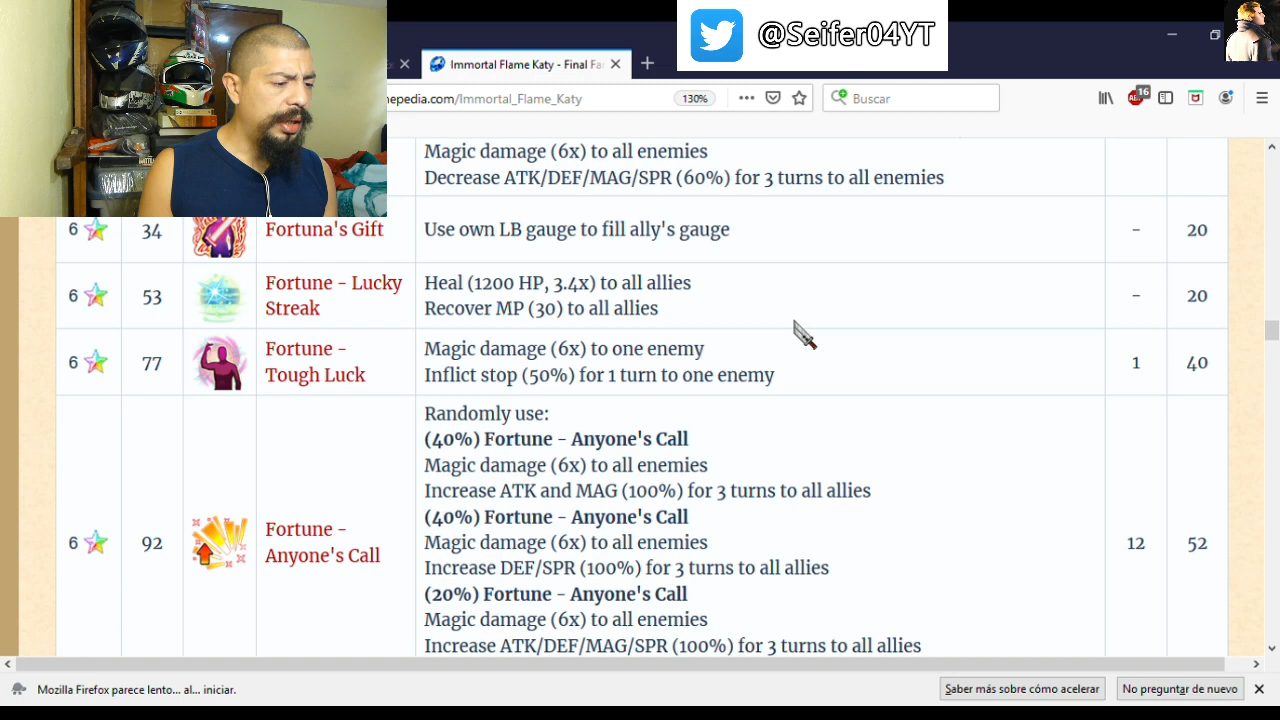 @Seifer04YT
Immortal Flame Katy - Final Fa
epedia.com/Immortal_Flame_Katy
130%
Buscar
16
Magic damage (6x) to all enemies
Decrease ATK/DEF/MAG/SPR (60%) for 3 turns to all enemies
6 34 Fortuna's Gift Use own LB gauge to fill ally's gauge - 20
Fortune - Lucky
Streak
6 53
Heal (1200 HP, 3.4x) to all allies
Recover MP (30) to all allies
- 20
6 77
Fortune -
Tough Luck
Magic damage (6x) to one enemy
Inflict stop (50%) for 1 turn to one enemy
1 40
6 92
Fortune -
Anyone's Call
Randomly use:
(40%) Fortune - Anyone's Call
Magic damage (6x) to all enemies
Increase ATK and MAG (100%) for 3 turns to all allies
(40%) Fortune - Anyone's Call
Magic damage (6x) to all enemies
Increase DEF/SPR (100%) for 3 turns to all allies
(20%) Fortune - Anyone's Call
Magic damage (6x) to all enemies
Increase ATK/DEF/MAG/SPR (100%) for 3 turns to all allies
12 52
Mozilla Firefox parece lento... al... iniciar.
Saber más sobre cómo acelerar
No preguntar de nuevo